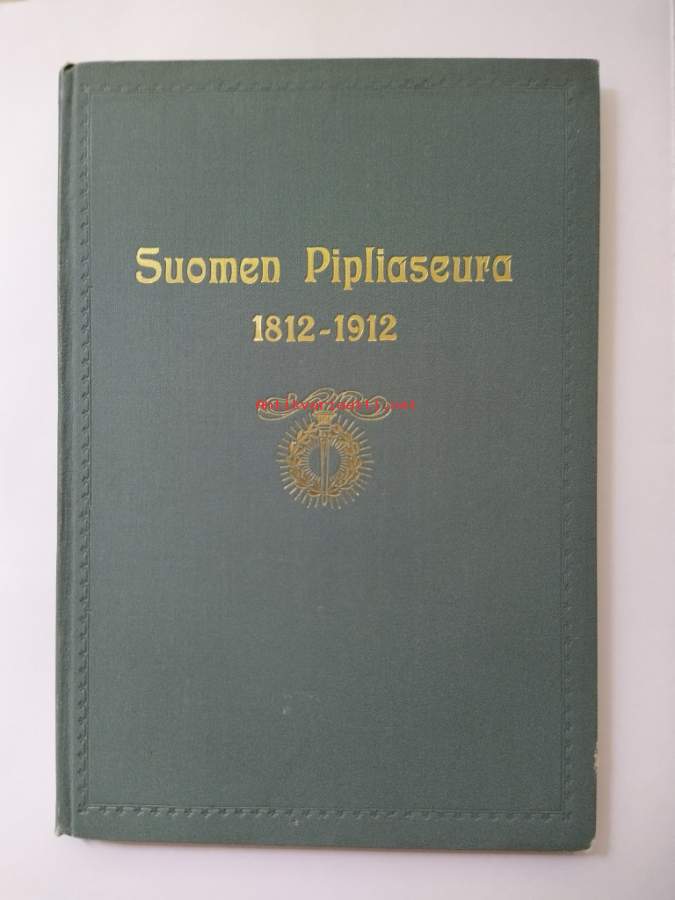 Suomen Pipliaseura
1812-1912
Antikvariaatti.net